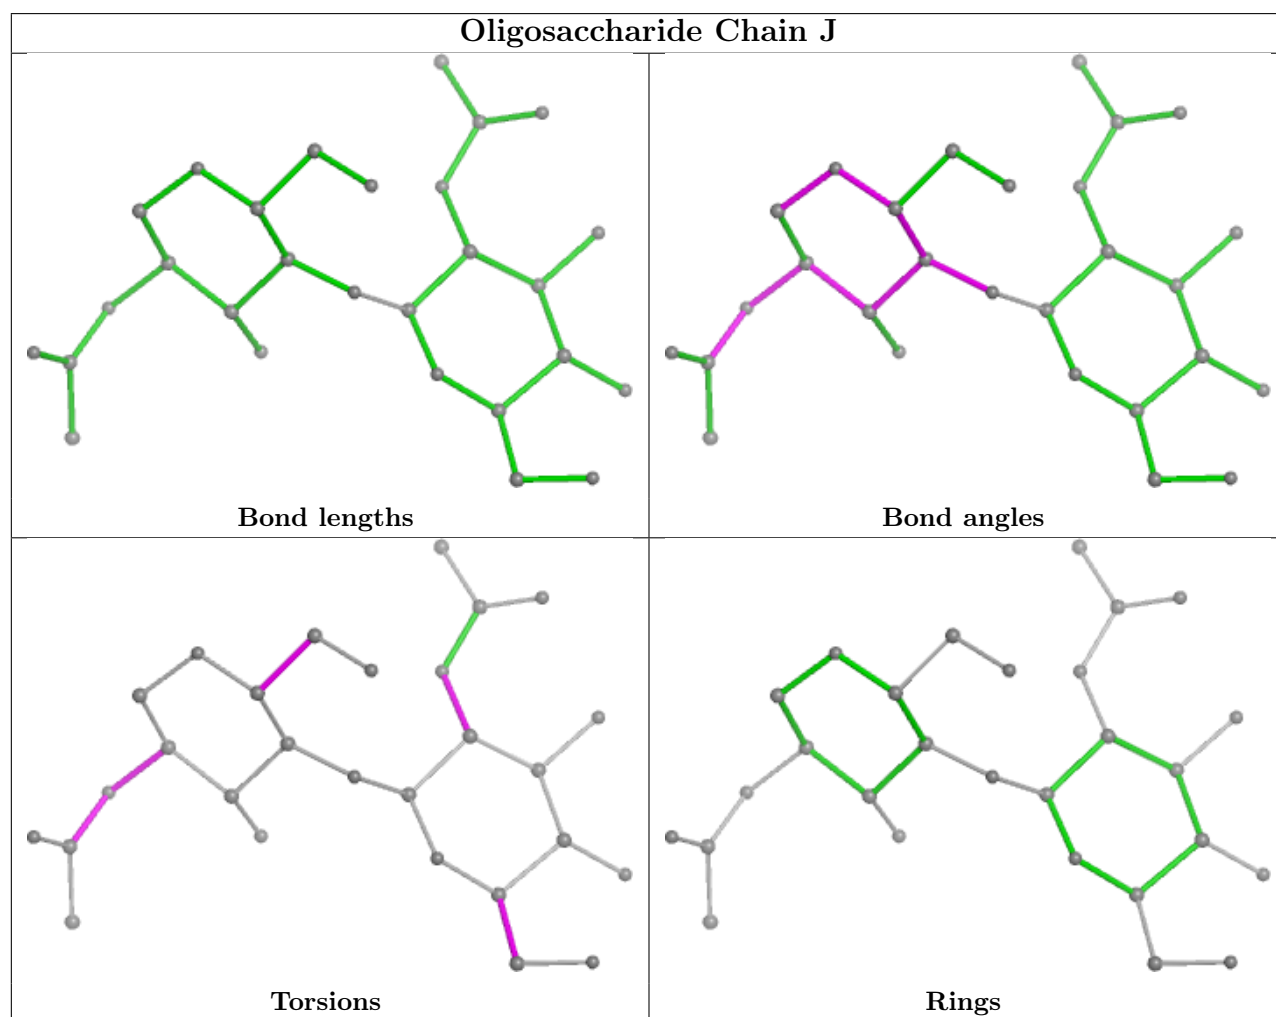 Oligosaccharide Chain J
Bond lengths
Bond angles
Torsions
Rings